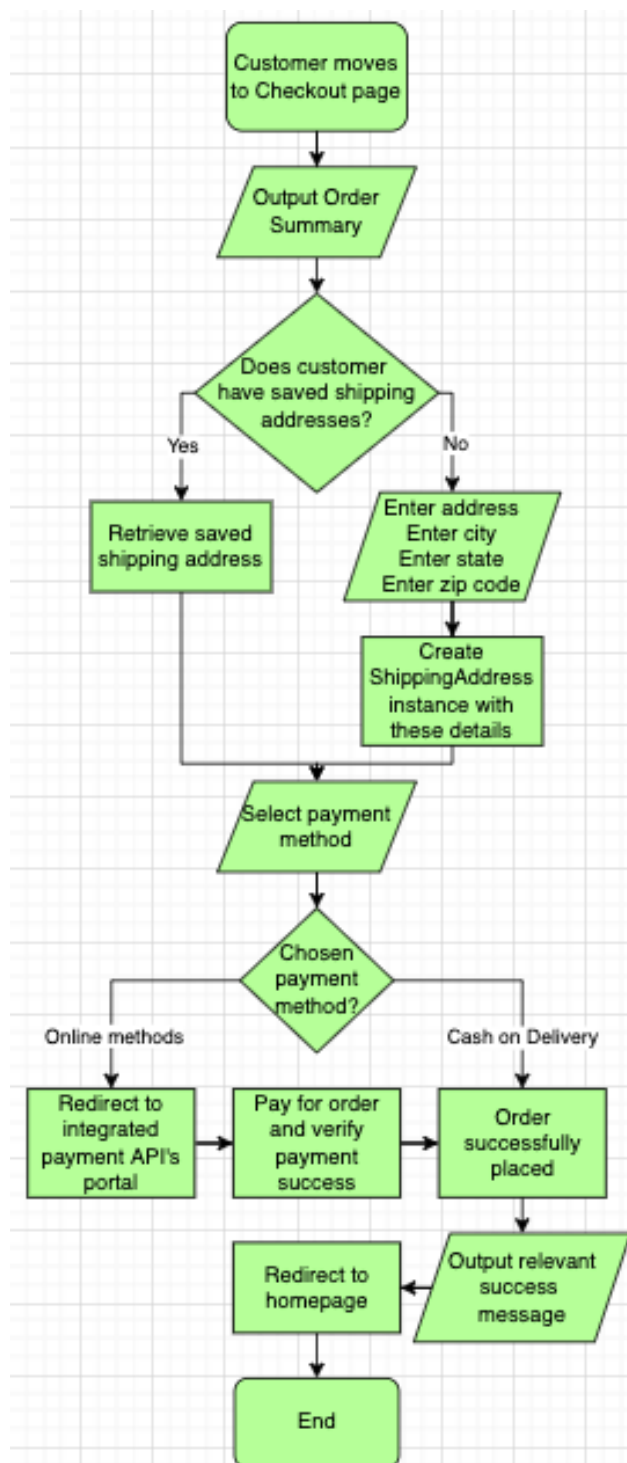 Customer moves
to Checkout page
Output Order
Summary
Does customer
have saved shipping
addresses?
Yes
No
Retrieve saved
shipping address
Enter address
Enter city
Enter state
Enter zip code
Create
ShippingAddress
instance with
these details
Select payment
method
Chosen
payment
method?
Online methods
Cash on Delivery
Redirect to
integrated
payment API's
portal
Pay for order
and verify
payment
success
Order
successfully
placed
Output relevant
success
message
Redirect to
homepage
End